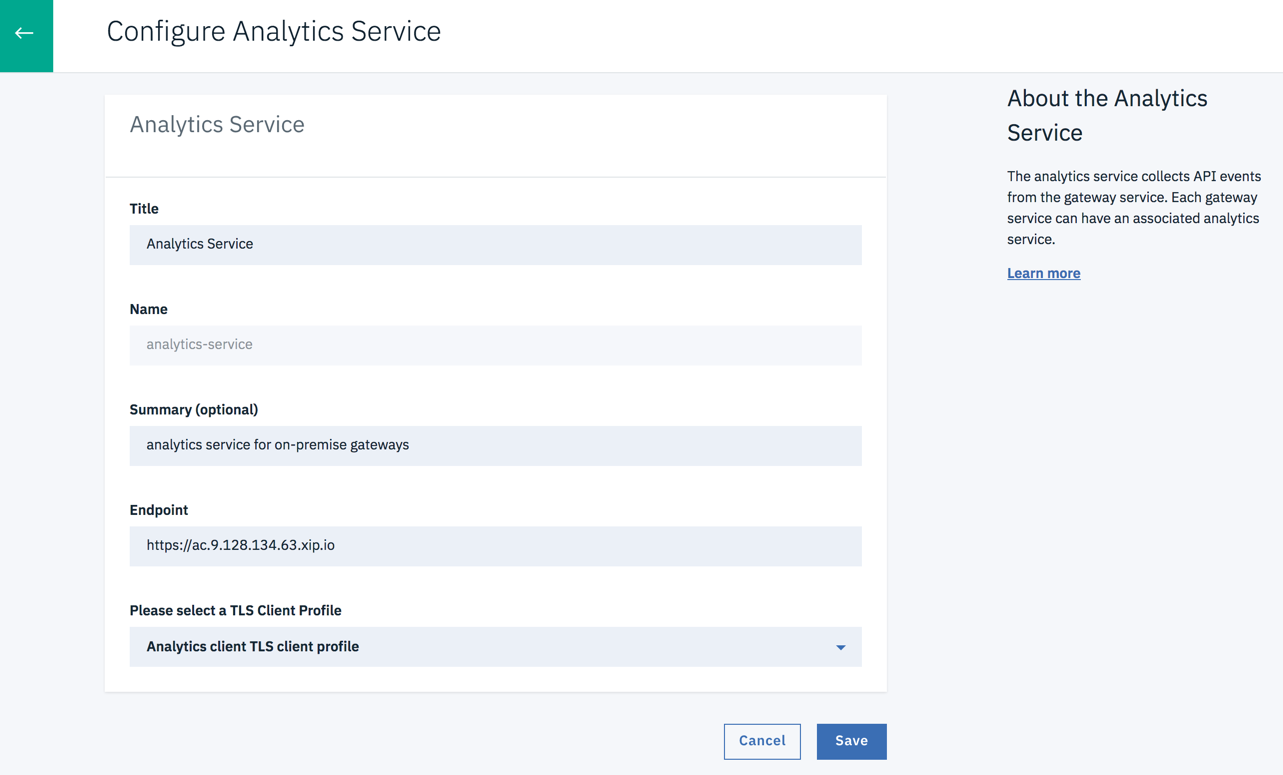 Configure Analytics Service
Analytics Service
Title
Analytics Service
Name
analytics-service
Summary (optional)
analytics service for on-premise gateways
Endpoint
https://ac.9.128.134.63.xip.io
Please select a TLS Client Profile
Analytics client TLS client profile
Cancel
Save
About the Analytics
Service
The analytics service collects API events
from the gateway service. Each gateway
service can have an associated analytics
service.
Learn more